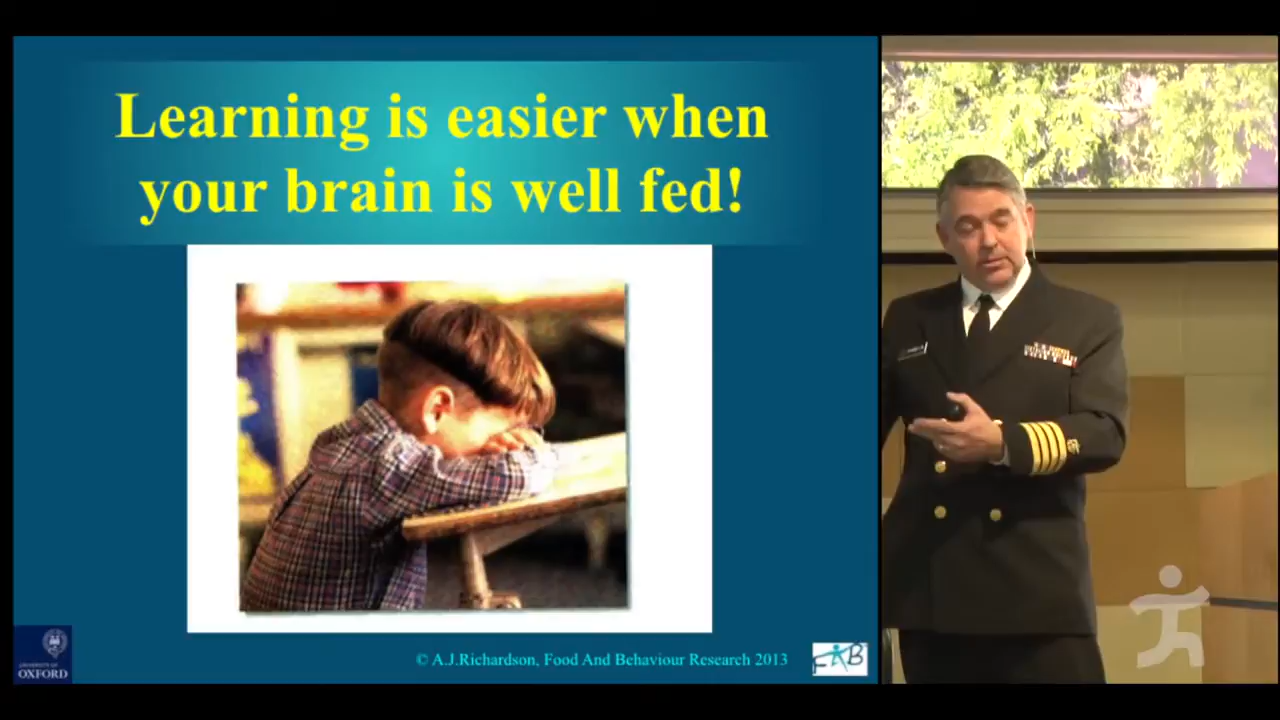 Learning is easier when
your brain is well fed!
UNIVERSITY OF
OXFORD
© A.J.Richardson, Food And Behaviour Research 2013
FAB